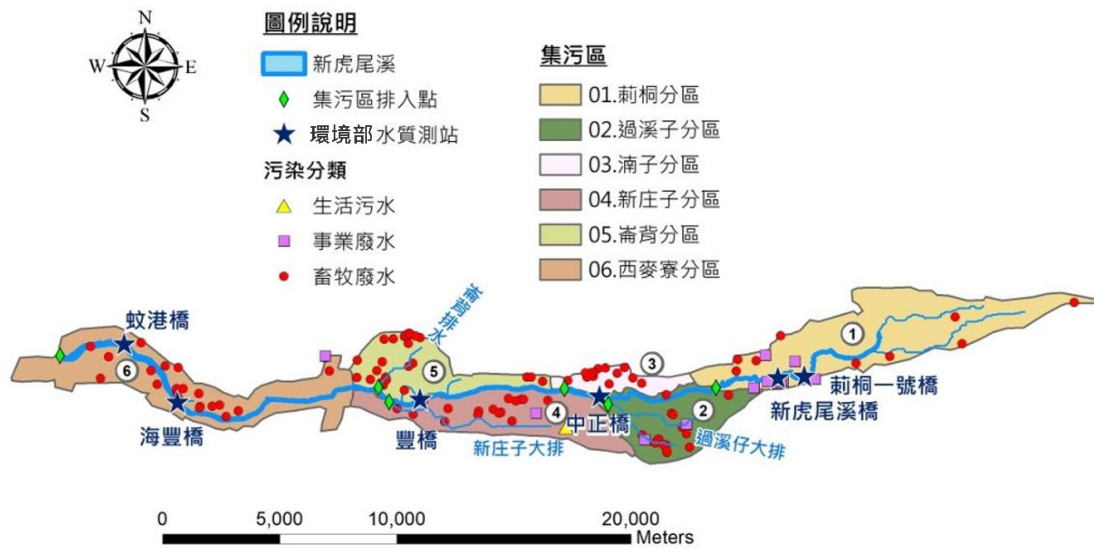 N
W
E
S
圖例說明
新虎尾溪
集污區排入點
環境部水質測站
污染分類
生活污水
事業廢水
畜牧廢水
集污區
01.莿桐分區
02.過溪子分區
03.湳子分區
04.新庄子分區
05.崙背分區
06.西麥寮分區
蚊港橋
6
海豐橋
崙背排水
5
豐橋
新庄子大排
4
3
中正橋
2
過溪仔大排
1
莿桐一號橋
新虎尾溪橋
0
5,000
10,000
20,000
Meters